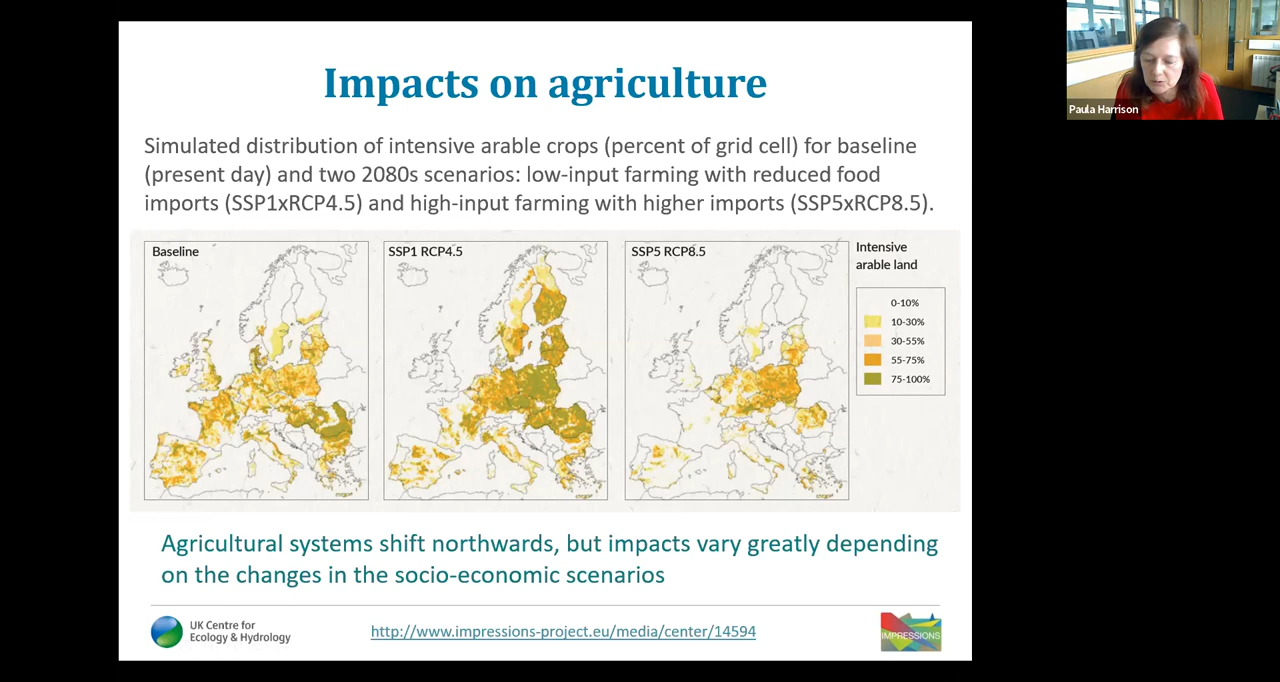 Impacts on agriculture
Paula Harrison
Simulated distribution of intensive arable crops (percent of grid cell) for baseline
(present day) and two 2080s scenarios: low-input farming with reduced food
imports (SSP1xRCP4.5) and high-input farming with higher imports (SSP5xRCP8.5).
Baseline
SSP1 RCP4.5
SSP5 RCP8.5
Intensive
arable land
0-10%
10-30%
30-55%
55-75%
75-100%
Agricultural systems shift northwards, but impacts vary greatly depending
on the changes in the socio-economic scenarios
UK Centre for
Ecology & Hydrology
http://www.impressions-project.eu/media/center/14594
IMPRESSIONS